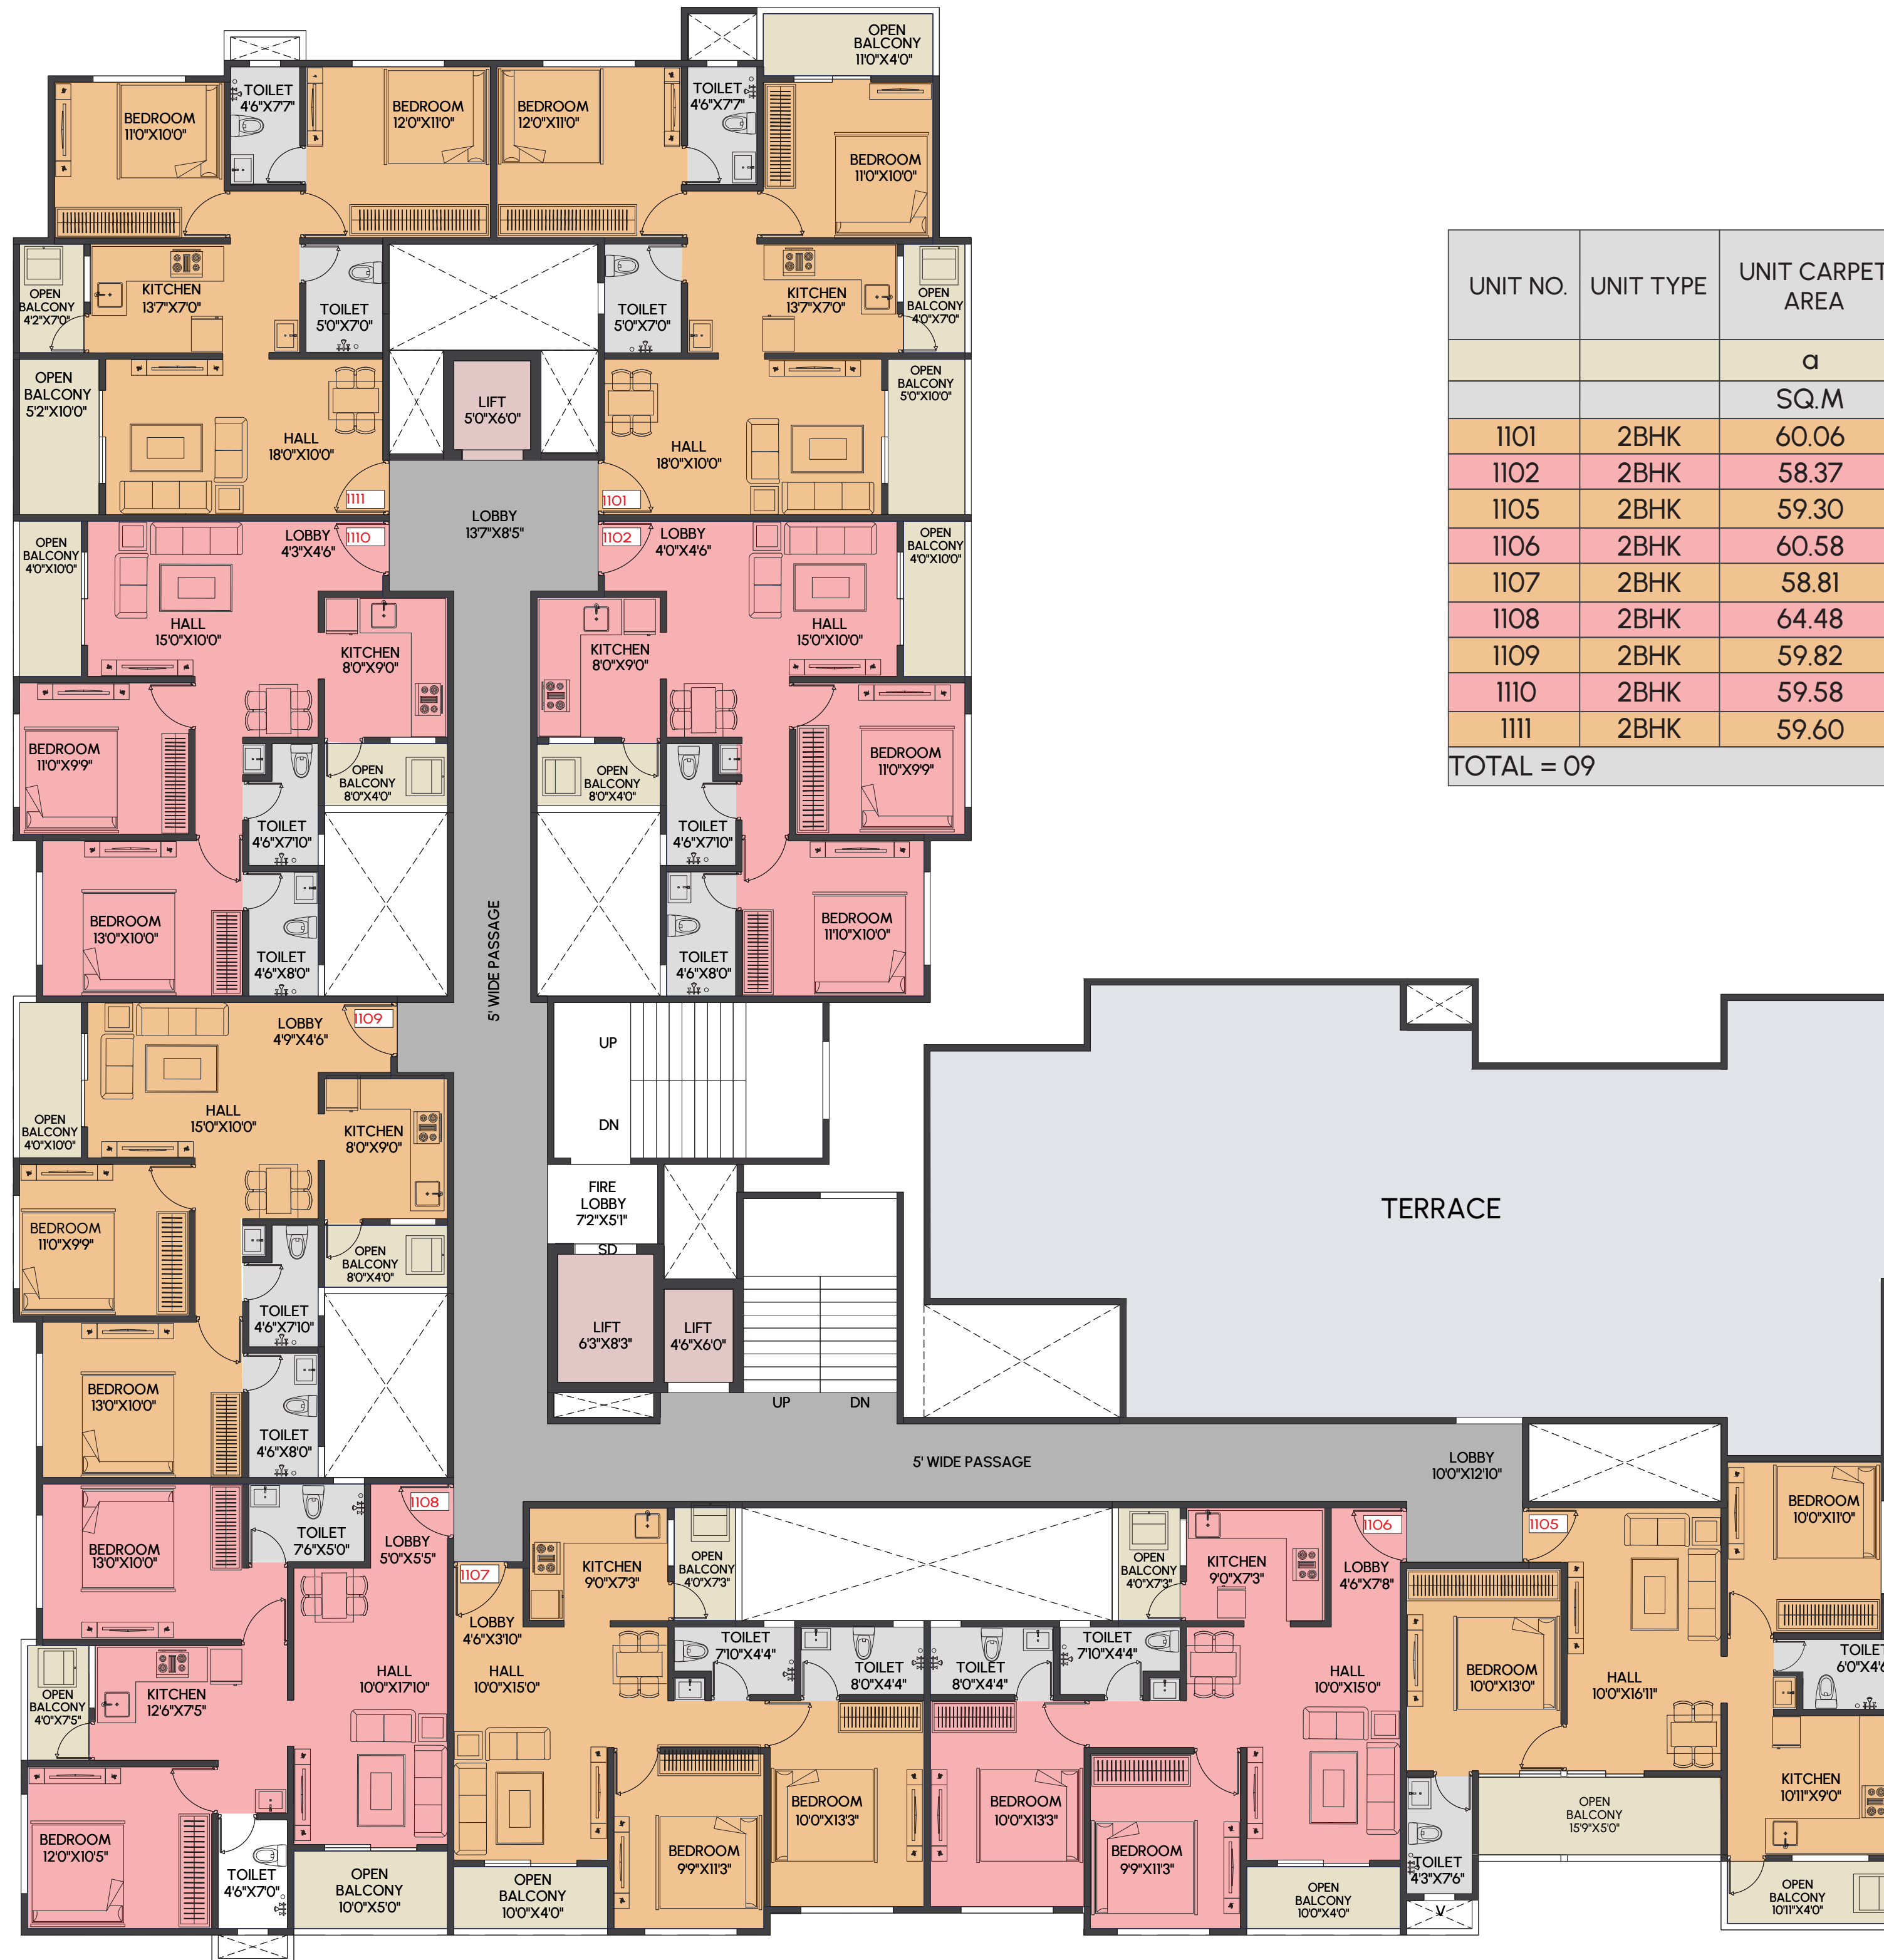 OPEN
BALCONY
11'0"X4'0"
TOILET
4'6"X7'7"
BEDROOM
11'0"X10'0"
BEDROOM
12'0"X11'0"
BEDROOM
12'0"X11'0"
TOILET
4'6"X7'7"
BEDROOM
11'0"X10'0"
OPEN
BALCONY
4'2"X7'0"
KITCHEN
13'7"X7'0"
TOILET
5'0"X7'0"
TOILET
5'0"X7'0"
KITCHEN
13'7"X7'0"
OPEN
BALCONY
4'0"X7'0"
OPEN
BALCONY
5'2"X10'0"
HALL
18'0"X10'0"
LIFT
5'0"X6'0"
HALL
18'0"X10'0"
OPEN
BALCONY
5'0"X10'0"
1111
1101
LOBBY
13'7"X8'5"
OPEN
BALCONY
4'0"X10'0"
LOBBY
4'3"X4'6"
1110
1102
LOBBY
4'0"X4'6"
OPEN
BALCONY
4'0"X10'0"
HALL
15'0"X10'0"
KITCHEN
8'0"X9'0"
KITCHEN
8'0"X9'0"
HALL
15'0"X10'0"
BEDROOM
11'0"X9'9"
OPEN
BALCONY
8'0"X4'0"
OPEN
BALCONY
8'0"X4'0"
BEDROOM
11'0"X9'9"
TOILET
4'6"X7'10"
TOILET
4'6"X7'10"
BEDROOM
13'0"X10'0"
TOILET
4'6"X8'0"
5' WIDE PASSAGE
TOILET
4'6"X8'0"
BEDROOM
11'10X10'0"
LOBBY
4'9"X4'6"
1109
UP
DN
OPEN
BALCONY
4'0"X10'0"
HALL
15'0"X10'0"
KITCHEN
8'0"X9'0"
FIRE
LOBBY
7'2"X5'1"
SD
BEDROOM
11'0"X9'9"
OPEN
BALCONY
8'0"X4'0"
TOILET
4'6"X7'10"
LIFT
6'3"X8'3"
LIFT
4'6"X6'0"
UP
DN
TERRACE
BEDROOM
13'0"X10'0"
TOILET
4'6"X8'0"
5' WIDE PASSAGE
LOBBY
10'0"X12'10"
BEDROOM
13'0"X10'0"
TOILET
7'6"X5'0"
1108
LOBBY
5'0"X5'5"
1107
LOBBY
4'6"X3'10"
KITCHEN
9'0"X7'3"
OPEN
BALCONY
4'0"X7'3"
OPEN
BALCONY
4'0"X7'3"
KITCHEN
9'0"X7'3"
1106
LOBBY
4'6"X7'8"
1105
BEDROOM
10'0"X11'0"
OPEN
BALCONY
4'0"X7'5"
KITCHEN
12'6"X7'5"
HALL
10'0"X17'10"
HALL
10'0"X15'0"
TOILET
7'10"X4'4"
TOILET
8'0"X4'4"
TOILET
8'0"X4'4"
TOILET
7'10"X4'4"
HALL
10'0"X15'0"
BEDROOM
10'0"X13'0"
HALL
10'0"X16'11"
TOILET
6'0"X4'6
BEDROOM
12'0"X10'5"
TOILET
4'6"X7'0"
OPEN
BALCONY
10'0"X5'0"
OPEN
BALCONY
10'0"X4'0"
BEDROOM
9'9"X11'3"
BEDROOM
10'0"X13'3"
BEDROOM
10'0"X13'3"
BEDROOM
9'9"X11'3"
OPEN
BALCONY
10'0"X4'0"
TOILET
4'3"X7'6"
V
OPEN
BALCONY
15'9"X5'0"
KITCHEN
10'11"X9'0"
OPEN
BALCONY
10'11"X4'0"
UNIT NO. UNIT TYPE UNIT CARPET
AREA
a
SQ.M
1101 2BHK 60.06
1102 2BHK 58.37
1105 2BHK 59.30
1106 2BHK 60.58
1107 2BHK 58.81
1108 2BHK 64.48
1109 2BHK 59.82
1110 2BHK 59.58
1111 2BHK 59.60
TOTAL = 09